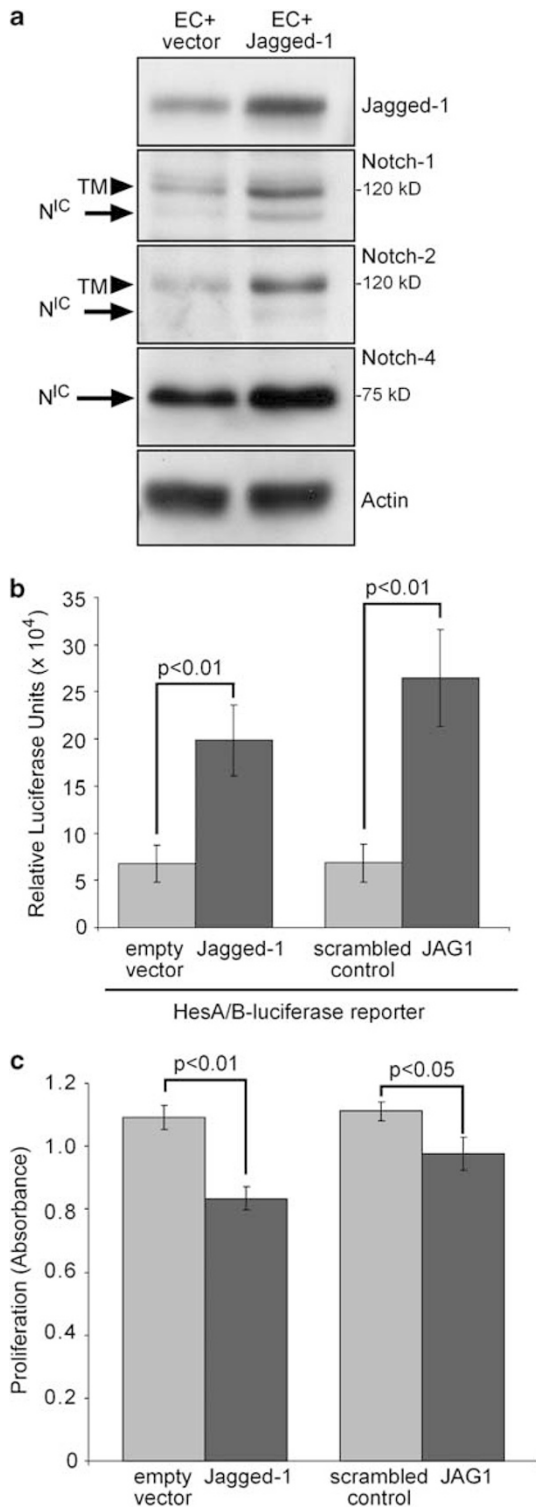 a
EC+ vector
EC+ Jagged-1
Jagged-1
Notch-1
TM
-120 kD
N^IC
Notch-2
TM
-120 kD
N^IC
Notch-4
N^IC
-75 kD
Actin
b
Relative Luciferase Units (x 10^4)
35
30
25
20
15
10
5
0
p<0.01
p<0.01
empty vector
Jagged-1
scrambled control
JAG1
HesA/B-luciferase reporter
c
Proliferation (Absorbance)
1.2
1.0
0.8
0.6
0.4
0.2
0
p<0.01
p<0.05
empty vector
Jagged-1
scrambled control
JAG1